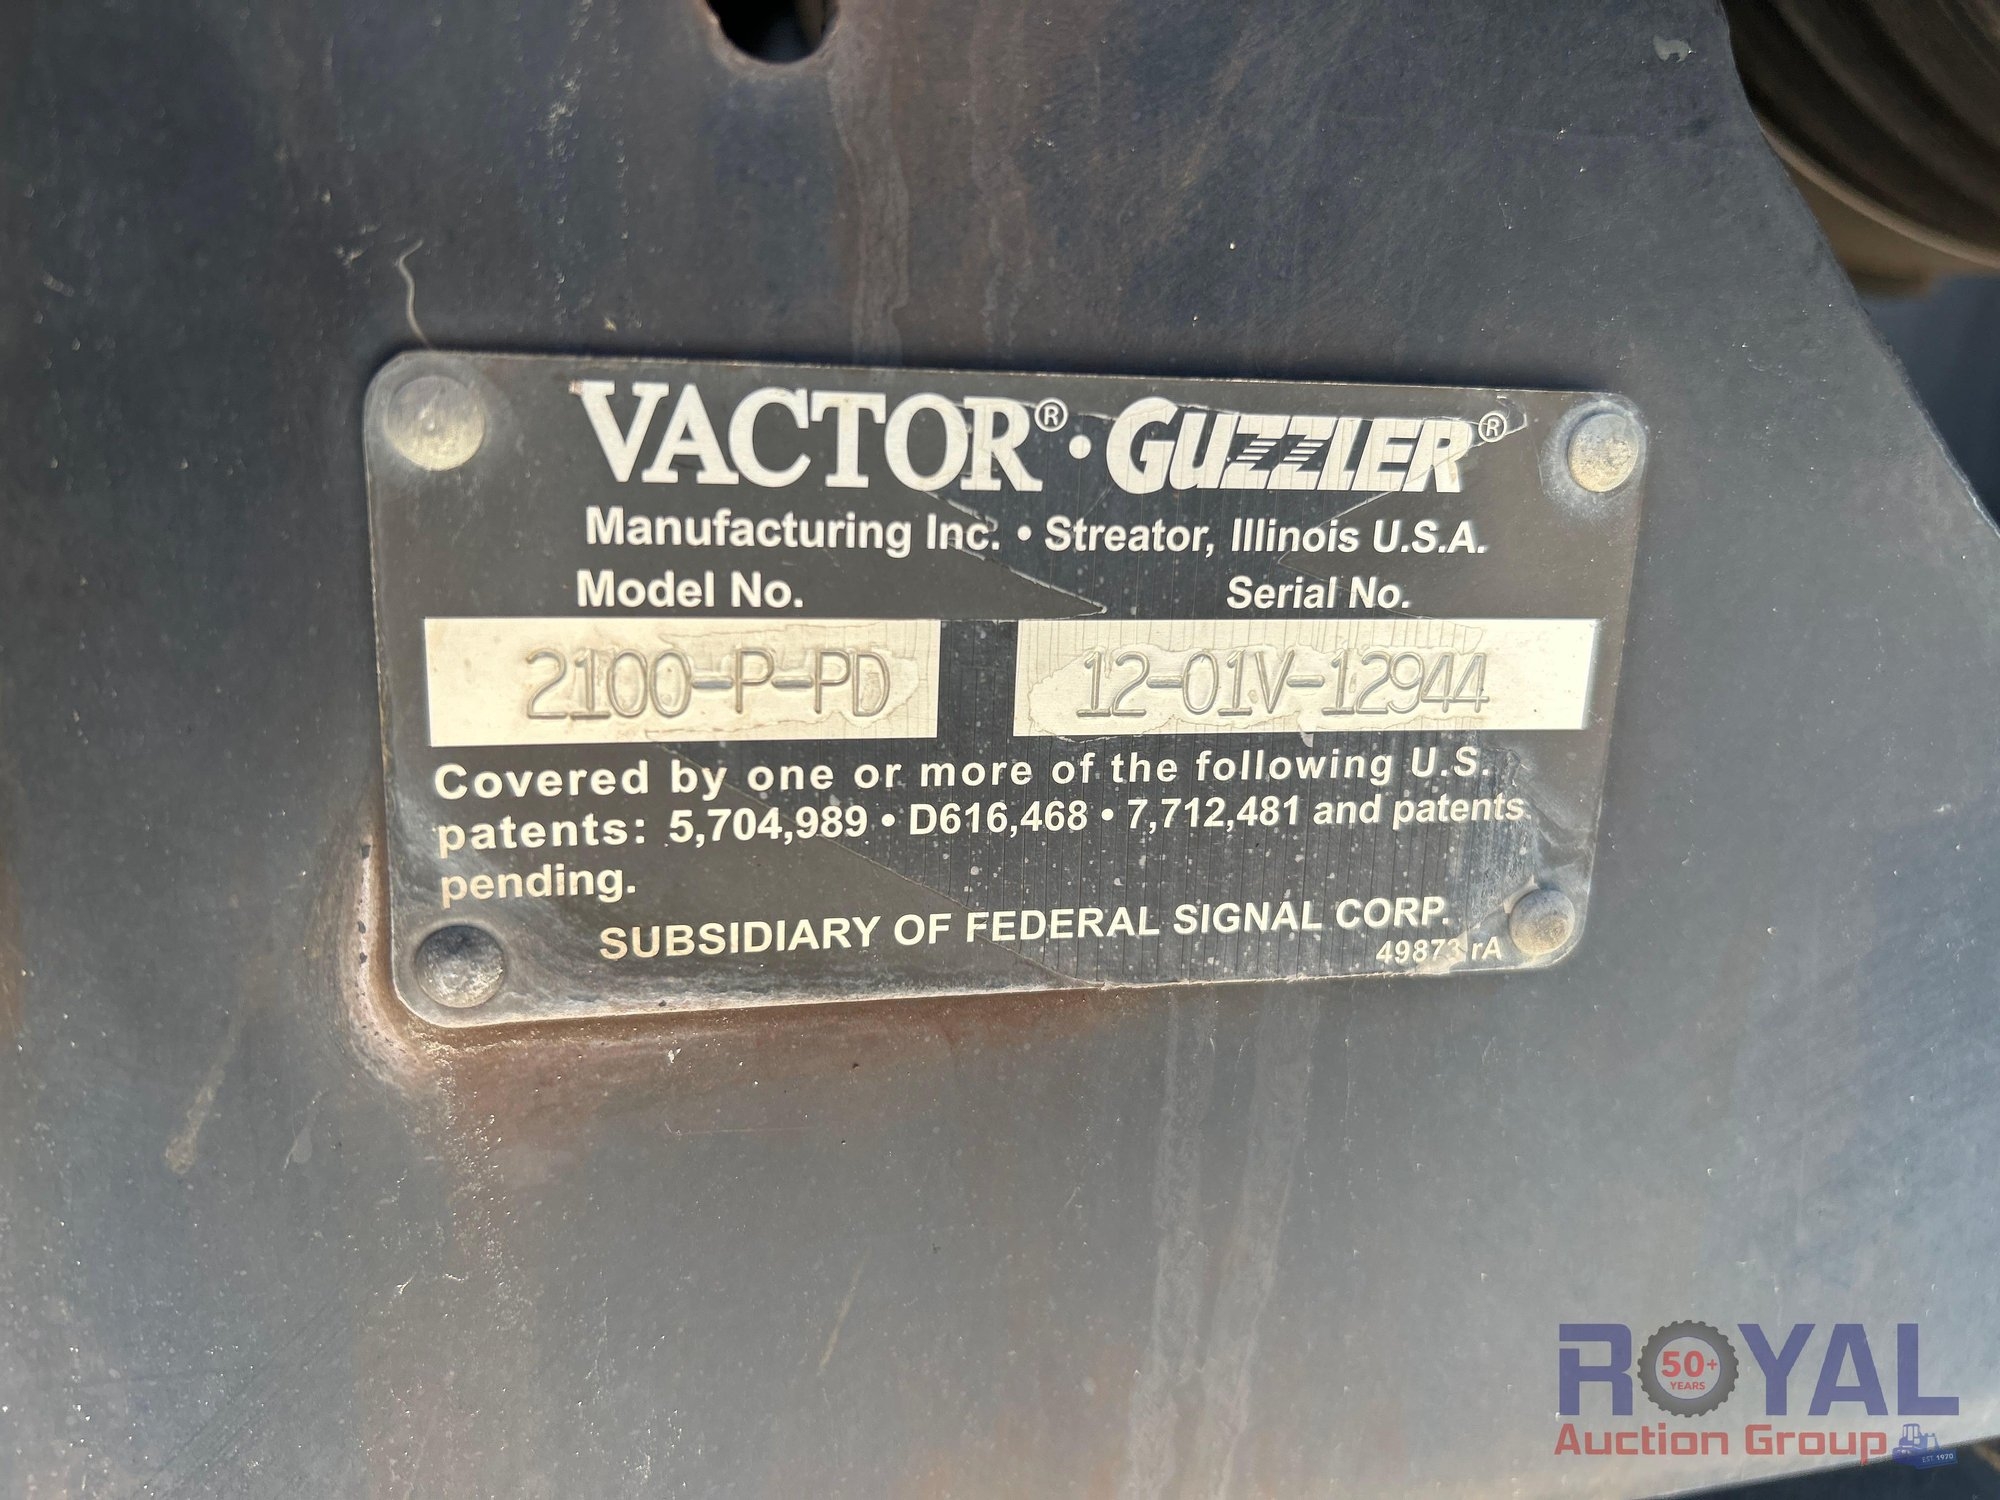 VACTOR® · GUZZLER®
Manufacturing Inc. • Streator, Illinois U.S.A.
Model No. Serial No.
2100-P-PD 12-01V-12944
Covered by one or more of the following U.S.
patents: 5,704,989 • D616,468 • 7,712,481 and patents
pending.
SUBSIDIARY OF FEDERAL SIGNAL CORP.
49873 rA
ROYAL
50+
YEARS
Auction Group
EST. 1970